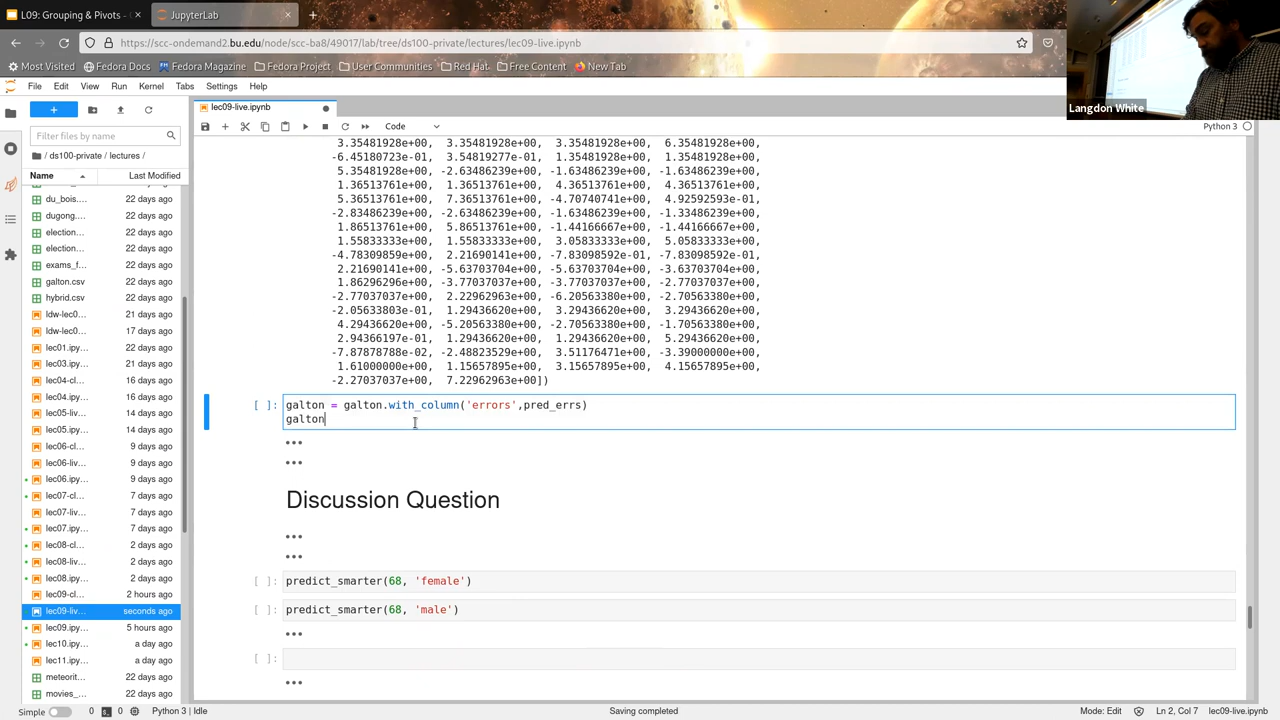 L09: Grouping & Pivots - C
JupyterLab
https://scc-ondemand2.bu.edu/node/scc-ba8/49017/lab/tree/ds100-private/lectures/lec09-live.ipynb
Most Visited Fedora Docs Fedora Magazine Fedora Project User Communities Red Hat Free Content New Tab
Langdon White
File Edit View Run Kernel Tabs Settings Help
lec09-live.ipynb
Filter files by name
Code
Python 3
/ ds100-private / lectures /
Name Last Modified
du_bois.... 22 days ago
dugong.... 22 days ago
election... 22 days ago
election... 22 days ago
exams_f... 22 days ago
galton.csv 22 days ago
hybrid.csv 22 days ago
ldw-lec0... 21 days ago
ldw-lec0... 17 days ago
lec01.ipy... 22 days ago
lec03.ipy... 21 days ago
lec04-cl... 16 days ago
lec04.ipy... 16 days ago
lec05-liv... 14 days ago
lec05.ipy... 14 days ago
lec06-cl... 9 days ago
lec06-liv... 9 days ago
lec06.ipy... 9 days ago
lec07-cl... 7 days ago
lec07-liv... 7 days ago
lec07.ipy... 7 days ago
lec08-cl... 2 days ago
lec08-liv... 2 days ago
lec08.ipy... 2 days ago
lec09-cl... 2 hours ago
lec09-liv... seconds ago
lec09.ipy... 5 hours ago
lec10.ipy... a day ago
lec11.ipy... a day ago
meteorit... 22 days ago
movies_... 22 days ago
3.35481928e+00, 3.35481928e+00, 3.35481928e+00, 6.35481928e+00,
-6.45180723e-01, 3.54819277e-01, 1.35481928e+00, 1.35481928e+00,
5.35481928e+00, -2.63486239e+00, -1.63486239e+00, -1.63486239e+00,
1.36513761e+00, 1.36513761e+00, 4.36513761e+00, 4.36513761e+00,
5.36513761e+00, 7.36513761e+00, -4.70740741e+00, 4.92592593e-01,
-2.83486239e+00, -2.63486239e+00, -1.63486239e+00, -1.33486239e+00,
1.86513761e+00, 5.86513761e+00, -1.44166667e+00, -1.44166667e+00,
1.55833333e+00, 1.55833333e+00, 3.05833333e+00, 5.05833333e+00,
-4.78309859e+00, 2.21690141e+00, -7.83098592e-01, -7.83098592e-01,
2.21690141e+00, -5.63703704e+00, -5.63703704e+00, -3.63703704e+00,
1.86296296e+00, -3.77037037e+00, -3.77037037e+00, -2.77037037e+00,
-2.77037037e+00, 2.22962963e+00, -6.20563380e+00, -2.70563380e+00,
-2.05633803e-01, 1.29436620e+00, 3.29436620e+00, 3.29436620e+00,
4.29436620e+00, -5.20563380e+00, -2.70563380e+00, -1.70563380e+00,
2.94366197e-01, 1.29436620e+00, 1.29436620e+00, 5.29436620e+00,
-7.87878788e-02, -2.48823529e+00, 3.51176471e+00, -3.39000000e+00,
1.61000000e+00, 1.15657895e+00, 3.15657895e+00, 4.15657895e+00,
-2.27037037e+00, 7.22962963e+00])
[ ]: galton = galton.with_column('errors',pred_errs)
galton
Discussion Question
[ ]: predict_smarter(68, 'female')
[ ]: predict_smarter(68, 'male')
[ ]:
Simple 0 0 Python 3 | Idle Saving completed Mode: Edit Ln 2, Col 7 lec09-live.ipynb